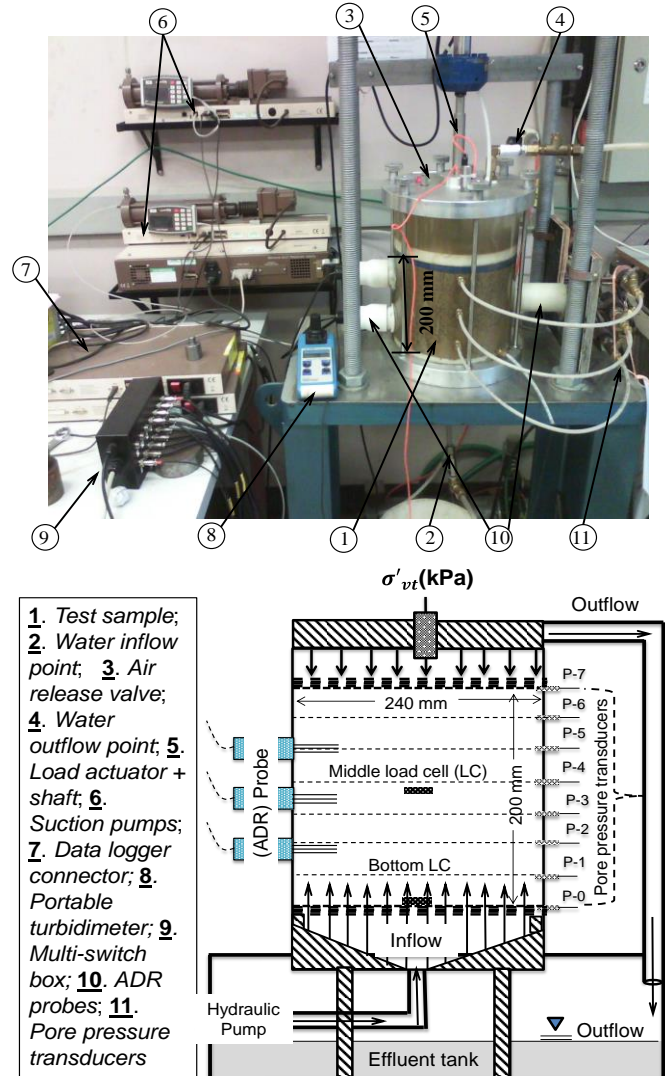 6
3
5
4
200 mm
7
8
9
1
2
10
11
σ'vt(kPa)
1. Test sample;
2. Water inflow
point; 3. Air
release valve;
4. Water
outflow point; 5.
Load actuator +
shaft; 6.
Suction pumps;
7. Data logger
connector; 8.
Portable
turbidimeter; 9.
Multi-switch
box; 10. ADR
probes; 11.
Pore pressure
transducers
Outflow
P-7
240 mm
P-6
P-5
Middle load cell (LC)
P-4
200 mm
P-3
P-2
Bottom LC
P-1
P-0
(ADR) Probe
Pore pressure transducers
Inflow
Hydraulic
Pump
Outflow
Effluent tank